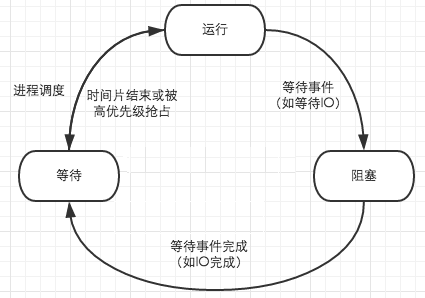 运行
进程调度
时间片结束或被
高优先级抢占
等待事件
（如等待IO）
等待
阻塞
等待事件完成
（如IO完成）